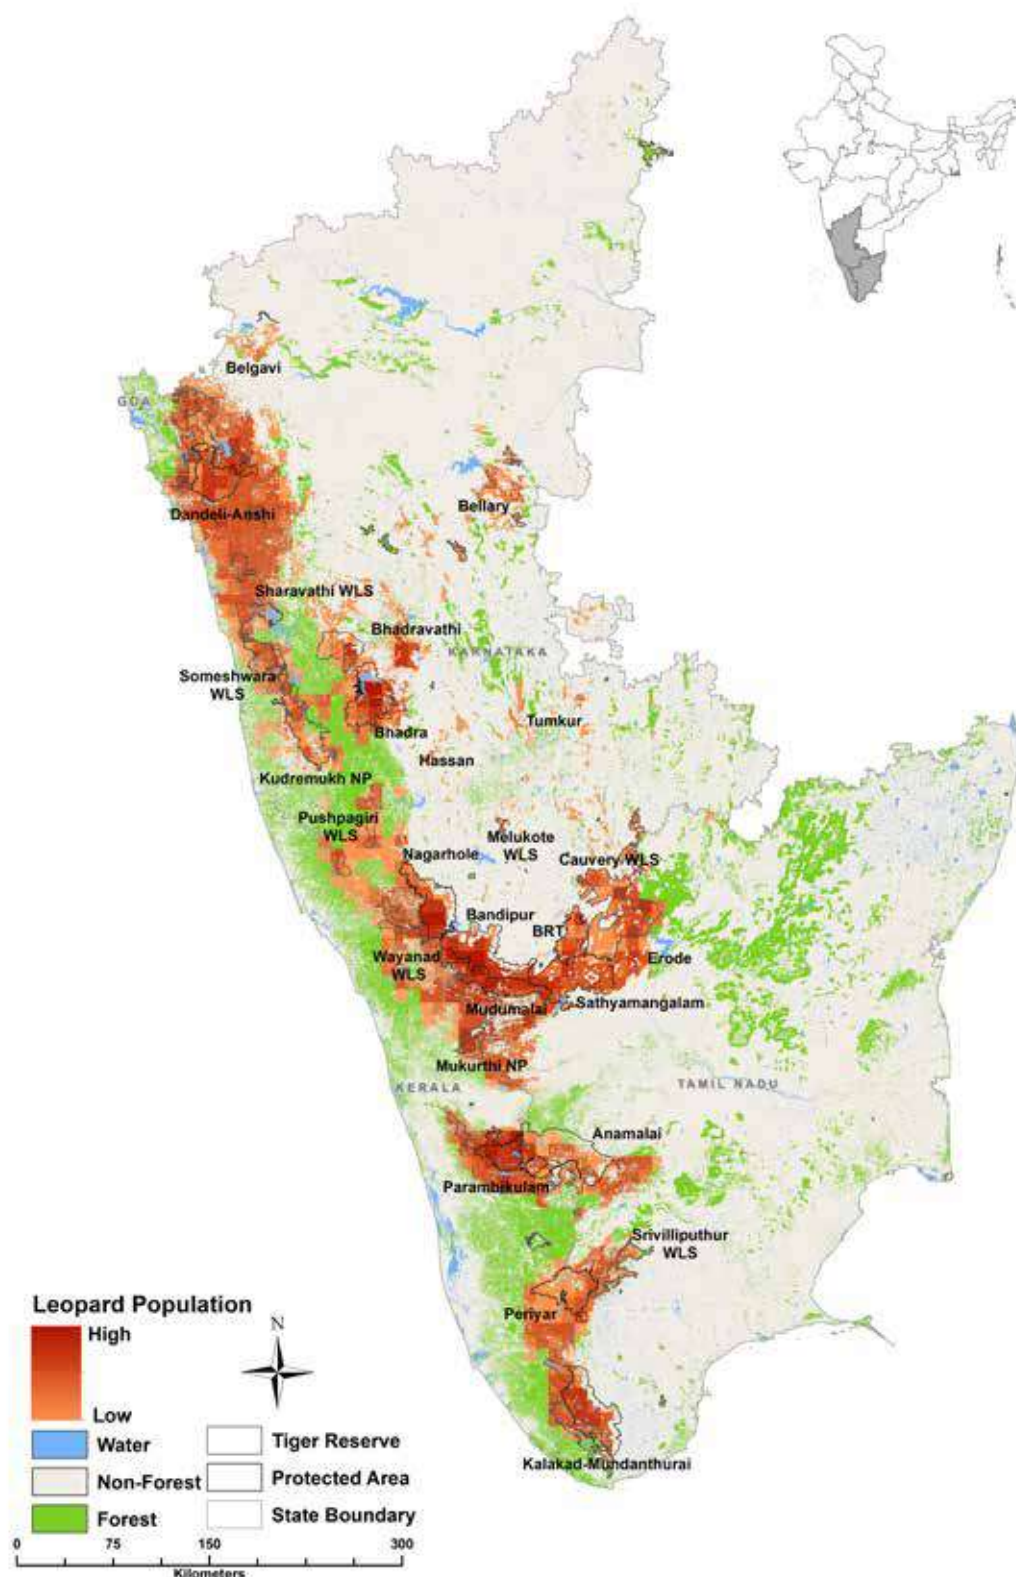 Belgavi
GOA
Bellary
Dandeli-Anshi
Sharavathi WLS
Bhadravathi
KARNATAKA
Someshwara
WLS
Tumkur
Bhadra
Hassan
Kudremukh NP
Pushpagiri
WLS
Melukote
WLS
Nagarhole
Cauvery WLS
Bandipur
BRT
Wayanad
WLS
Erode
Sathyamangalam
Mudumalai
Mukurthi NP
KERALA
TAMIL NADU
Anamalai
Parambikulam
Srivilliputhur
WLS
Periyar
Kalakad-Mundanthurai
Leopard Population
High
Low
N
Water
Non-Forest
Forest
Tiger Reserve
Protected Area
State Boundary
0 75 150 300
Kilometers